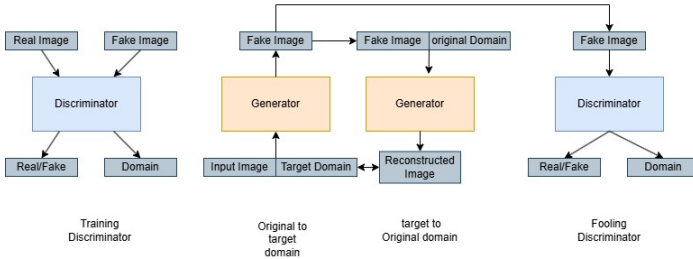 Real Image
Fake Image
Discriminator
Real/Fake
Domain
Training
Discriminator
Fake Image
Generator
Input Image
Target Domain
Original to
target
domain
Fake Image
original Domain
Generator
Reconstructed
Image
target to
Original domain
Fake Image
Discriminator
Real/Fake
Domain
Fooling
Discriminator